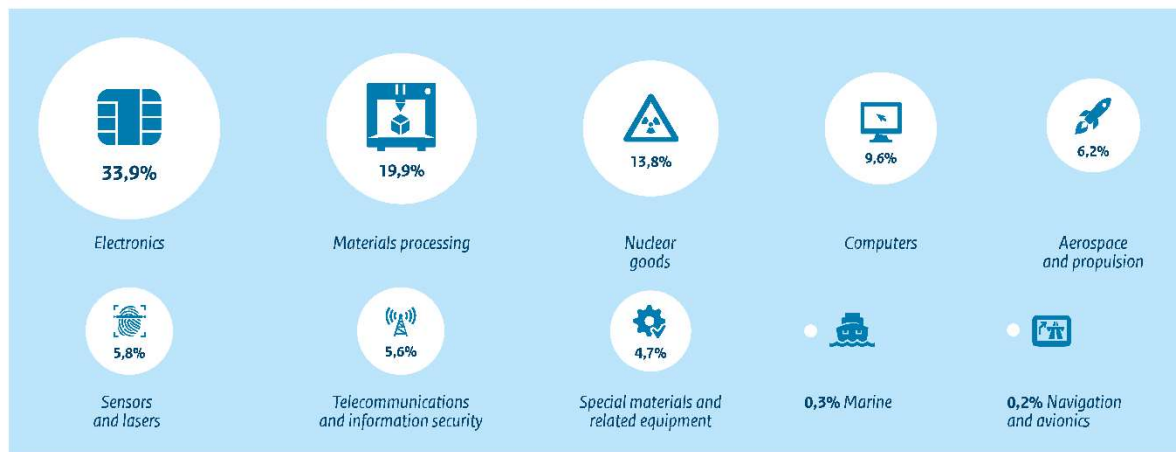 33,9%
19,9%
13,8%
9,6%
6,2%
Electronics
Materials processing
Nuclear
goods
Computers
Aerospace
and propulsion
5,8%
5,6%
4,7%
Sensors
and lasers
Telecommunications
and information security
Special materials and
related equipment
0,3% Marine
0,2% Navigation
and avionics